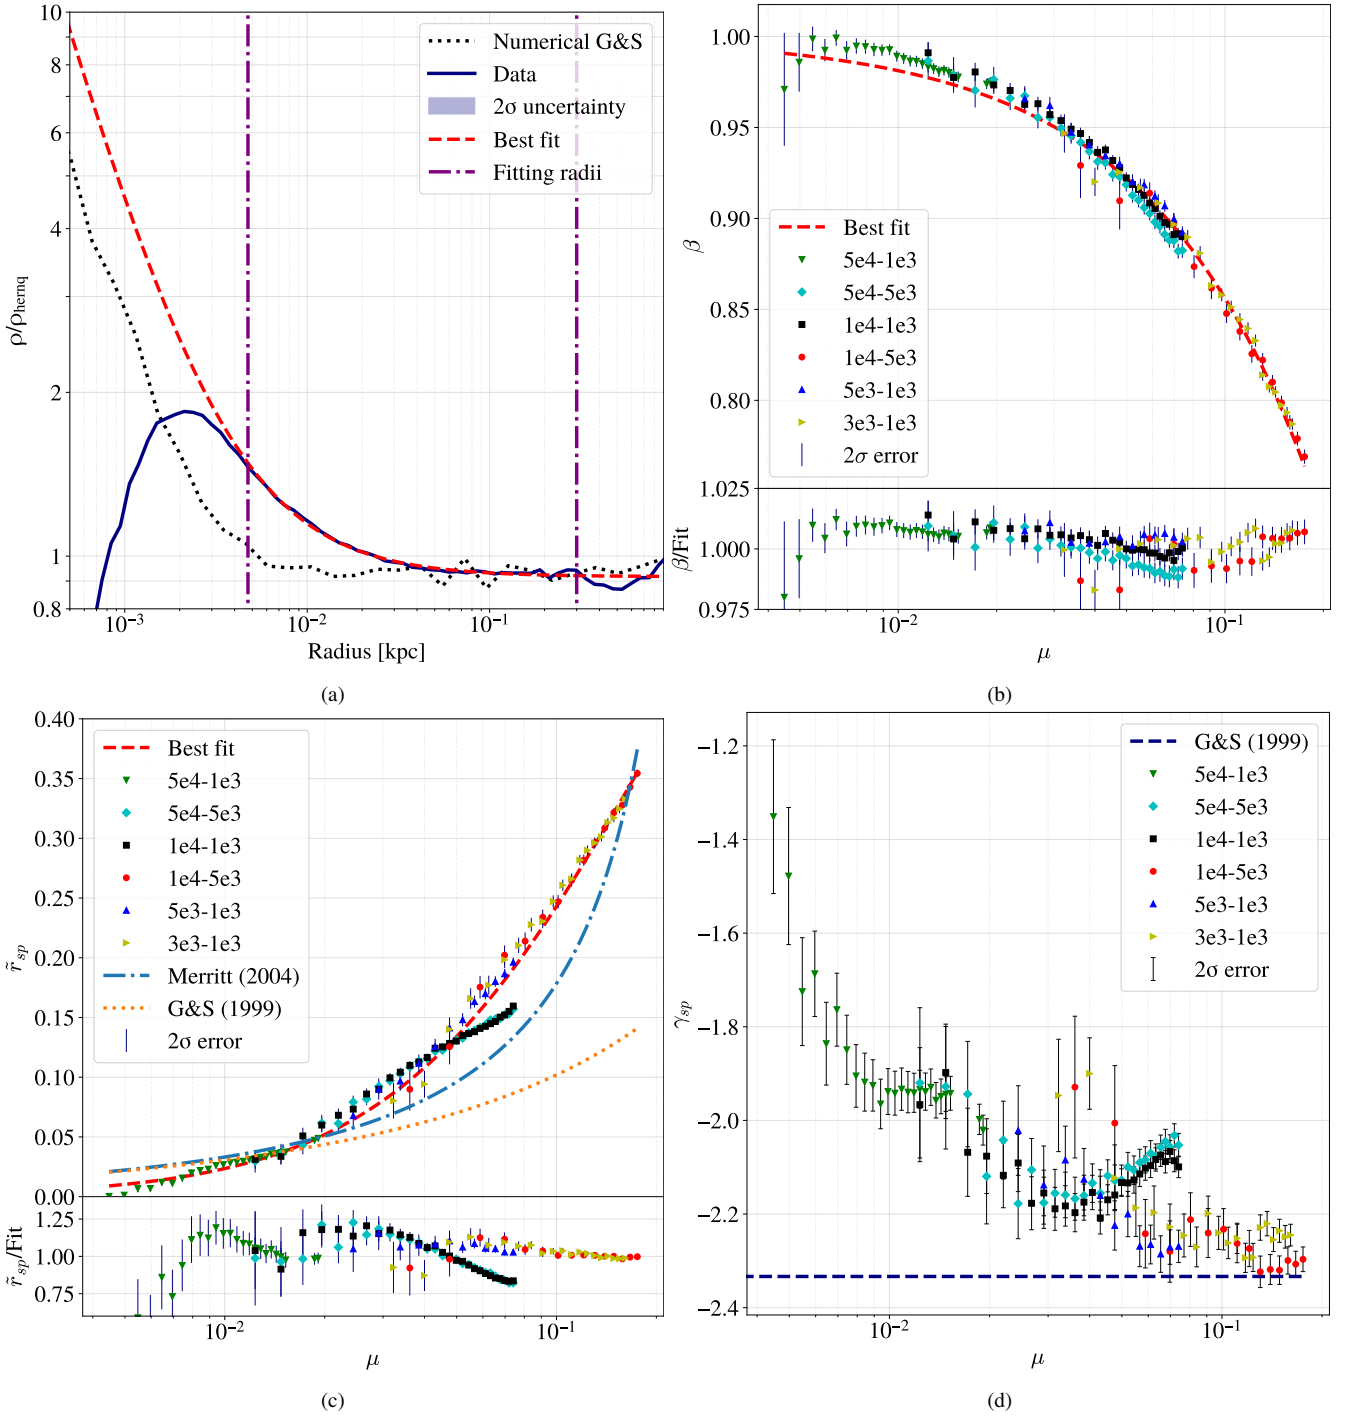 10
8
6
4
2
1
0.8
ρ/ρhernq
10⁻³
10⁻²
10⁻¹
Radius [kpc]
Numerical G&S
Data
2σ uncertainty
Best fit
Fitting radii
(a)
1.00
0.95
0.90
0.85
0.80
β
Best fit
5e4-1e3
5e4-5e3
1e4-1e3
1e4-5e3
5e3-1e3
3e3-1e3
2σ error
1.025
1.000
0.975
β/Fit
10⁻²
10⁻¹
μ
(b)
0.40
0.35
0.30
0.25
0.20
0.15
0.10
0.05
0.00
r̃sp
Best fit
5e4-1e3
5e4-5e3
1e4-1e3
1e4-5e3
5e3-1e3
3e3-1e3
Merritt (2004)
G&S (1999)
2σ error
1.25
1.00
0.75
r̃sp/Fit
10⁻²
10⁻¹
μ
(c)
−1.2
−1.4
−1.6
−1.8
−2.0
−2.2
−2.4
γsp
G&S (1999)
5e4-1e3
5e4-5e3
1e4-1e3
1e4-5e3
5e3-1e3
3e3-1e3
2σ error
10⁻²
10⁻¹
μ
(d)